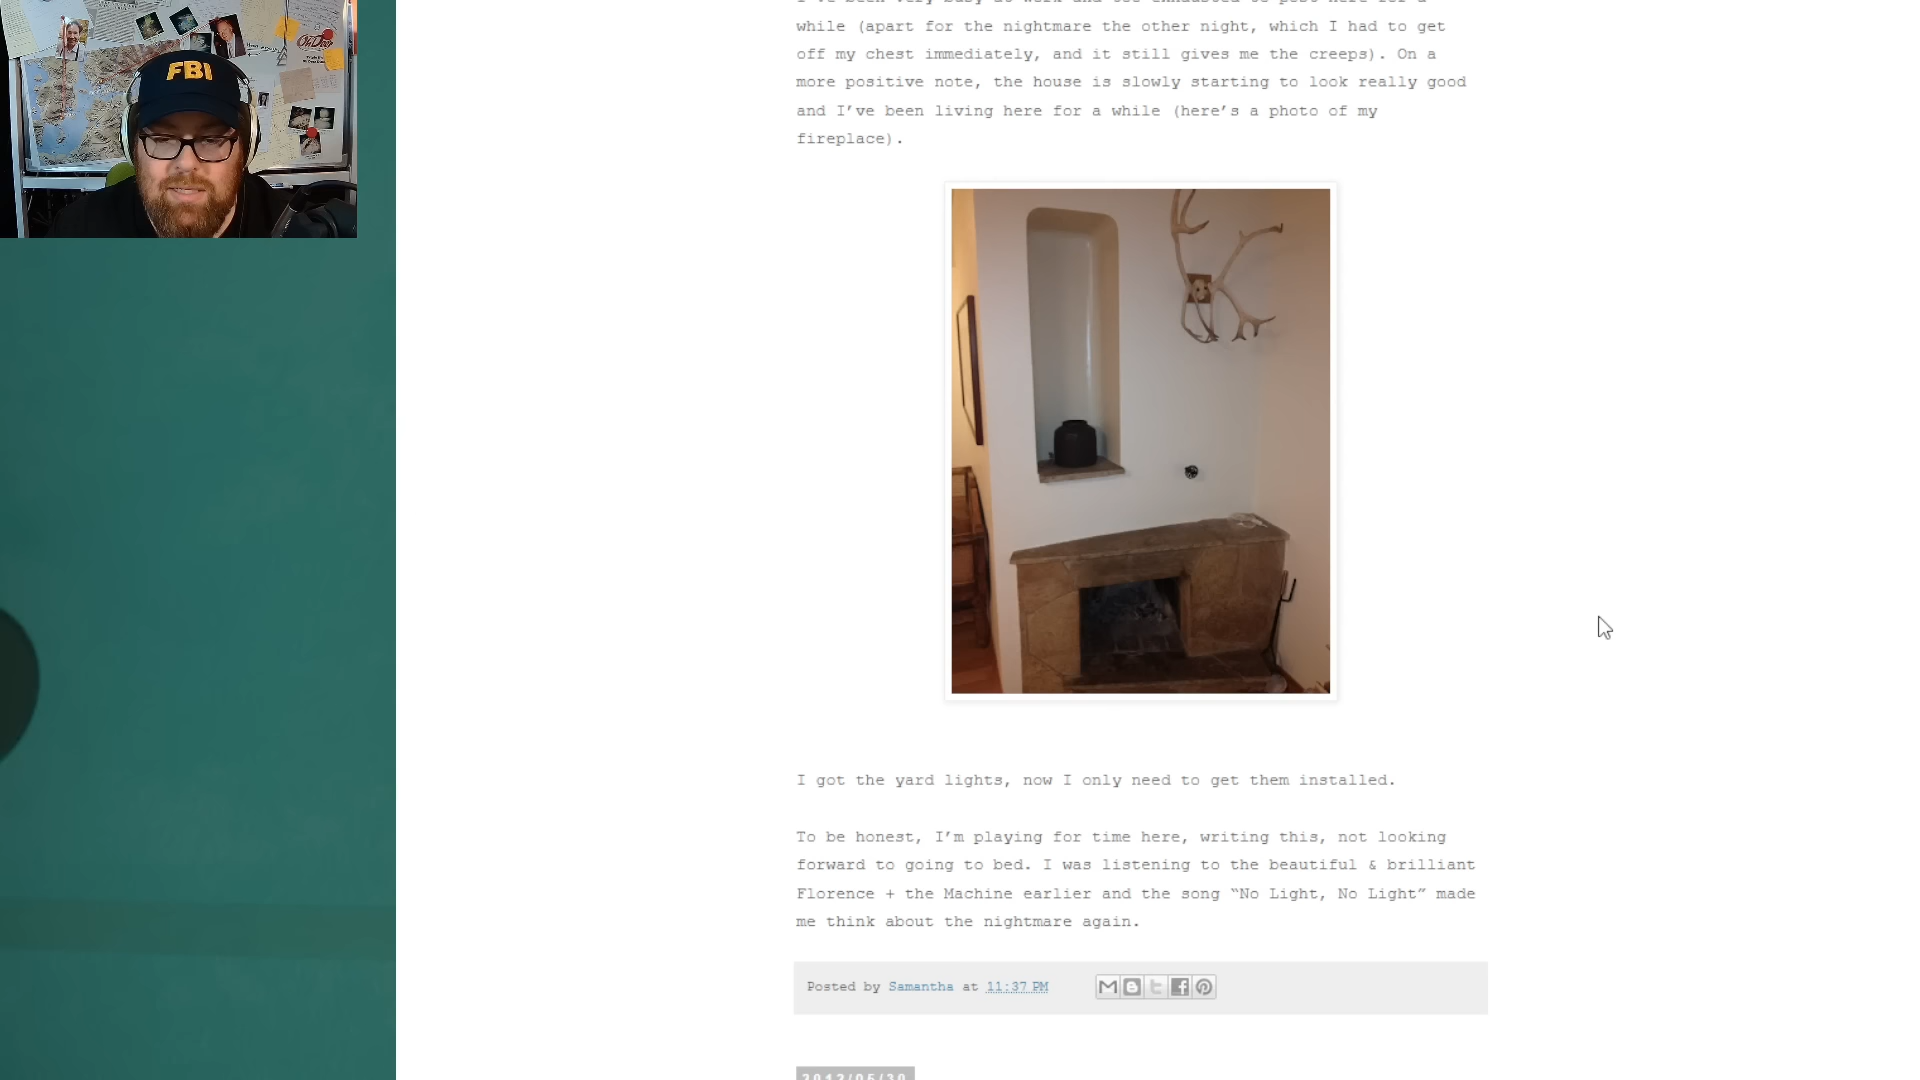 FBI
while (apart for the nightmare the other night, which I had to get
off my chest immediately, and it still gives me the creeps). On a
more positive note, the house is slowly starting to look really good
and I’ve been living here for a while (here’s a photo of my
fireplace).
I got the yard lights, now I only need to get them installed.
To be honest, I’m playing for time here, writing this, not looking
forward to going to bed. I was listening to the beautiful & brilliant
Florence + the Machine earlier and the song “No Light, No Light” made
me think about the nightmare again.
Posted by Samantha at 11:37 PM
2012/05/30